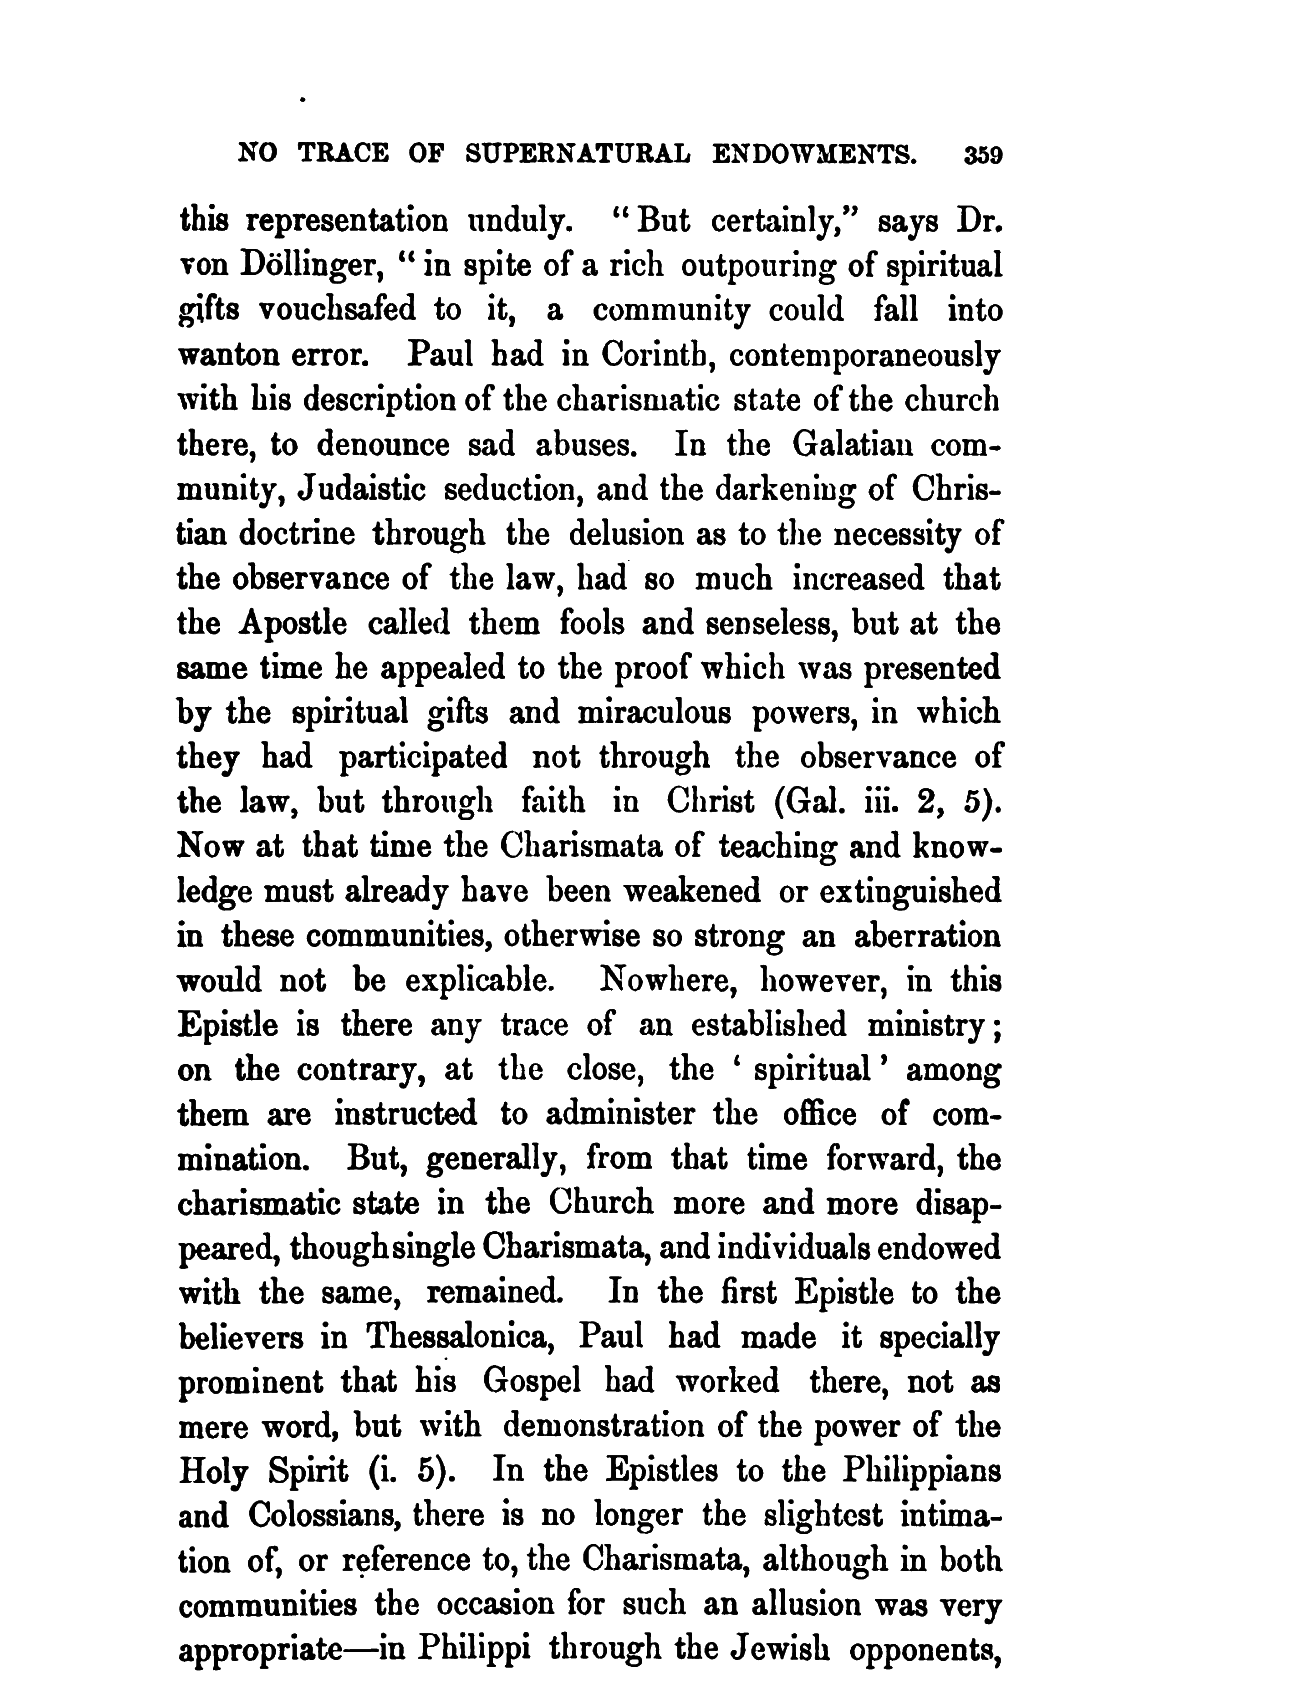 NO TRACE OF SUPERNATURAL ENDOWMENTS. 359
this representation unduly. “But certainly,” says Dr.
von Döllinger, “in spite of a rich outpouring of spiritual
gifts vouchsafed to it, a community could fall into
wanton error. Paul had in Corinth, contemporaneously
with his description of the charismatic state of the church
there, to denounce sad abuses. In the Galatian com-
munity, Judaistic seduction, and the darkening of Chris-
tian doctrine through the delusion as to the necessity of
the observance of the law, had so much increased that
the Apostle called them fools and senseless, but at the
same time he appealed to the proof which was presented
by the spiritual gifts and miraculous powers, in which
they had participated not through the observance of
the law, but through faith in Christ (Gal. iii. 2, 5).
Now at that time the Charismata of teaching and know-
ledge must already have been weakened or extinguished
in these communities, otherwise so strong an aberration
would not be explicable. Nowhere, however, in this
Epistle is there any trace of an established ministry;
on the contrary, at the close, the ‘spiritual’ among
them are instructed to administer the office of com-
mination. But, generally, from that time forward, the
charismatic state in the Church more and more disap-
peared, though single Charismata, and individuals endowed
with the same, remained. In the first Epistle to the
believers in Thessalonica, Paul had made it specially
prominent that his Gospel had worked there, not as
mere word, but with demonstration of the power of the
Holy Spirit (i. 5). In the Epistles to the Philippians
and Colossians, there is no longer the slightest intima-
tion of, or reference to, the Charismata, although in both
communities the occasion for such an allusion was very
appropriate—in Philippi through the Jewish opponents,